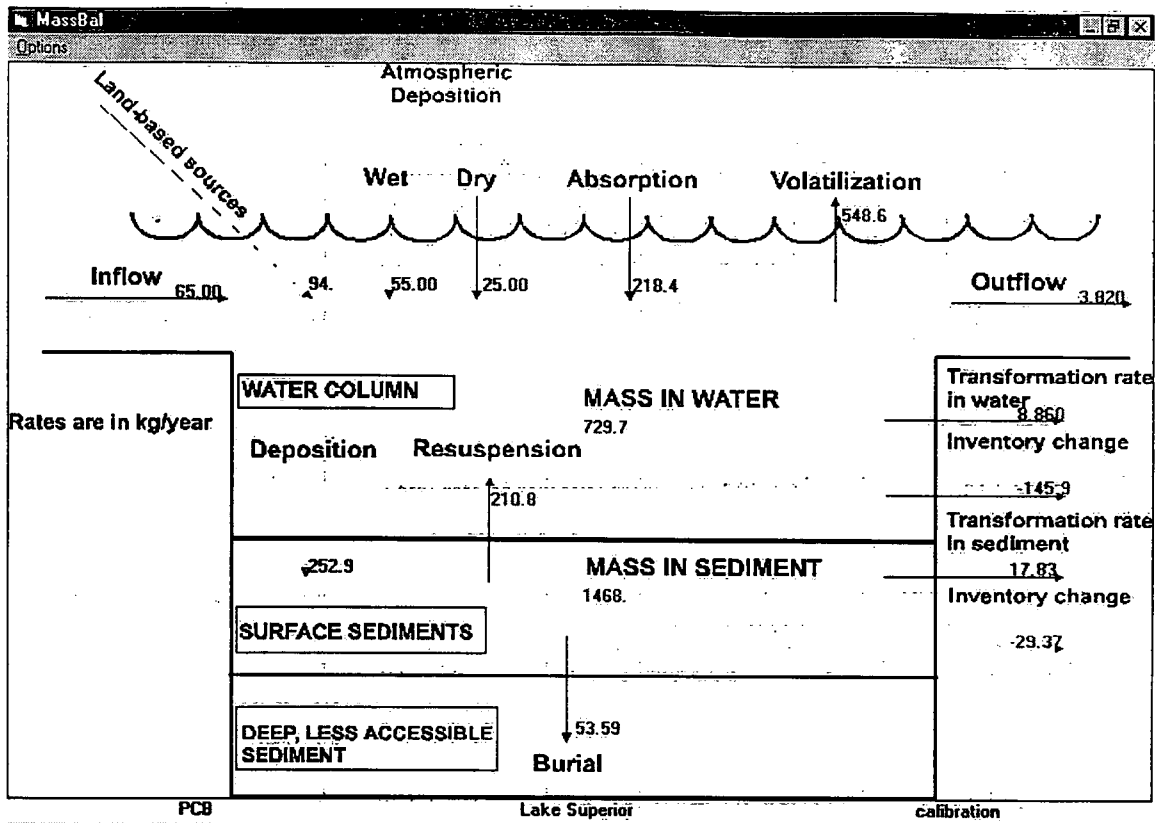 MassBal
Options
Atmospheric
Deposition
Land-based sources
Wet
Dry
Absorption
Volatilization
548.6
Inflow
65.00
94.
55.00
25.00
218.4
Outflow
3.820
WATER COLUMN
MASS IN WATER
729.7
Transformation rate
in water
8.860
Rates are in kg/year
Deposition
Resuspension
210.8
Inventory change
-145.9
Transformation rate
in sediment
17.83
252.9
MASS IN SEDIMENT
1468.
Inventory change
-29.37
SURFACE SEDIMENTS
DEEP, LESS ACCESSIBLE
SEDIMENT
53.59
Burial
PCB
Lake Superior
calibration